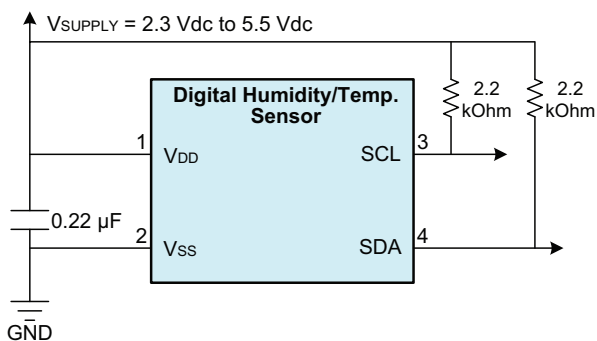 VSUPPLY = 2.3 Vdc to 5.5 Vdc
Digital Humidity/Temp.
Sensor
2.2
kOhm
2.2
kOhm
1
VDD
SCL
3
0.22 µF
2
VSS
SDA
4
GND